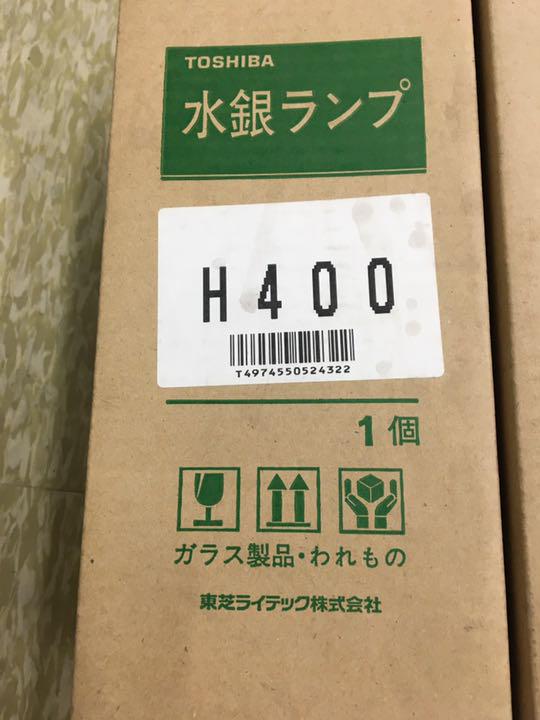 TOSHIBA
水銀ランプ
H400
T4974550524322
1個
ガラス製品・われもの
東芝ライテック株式会社